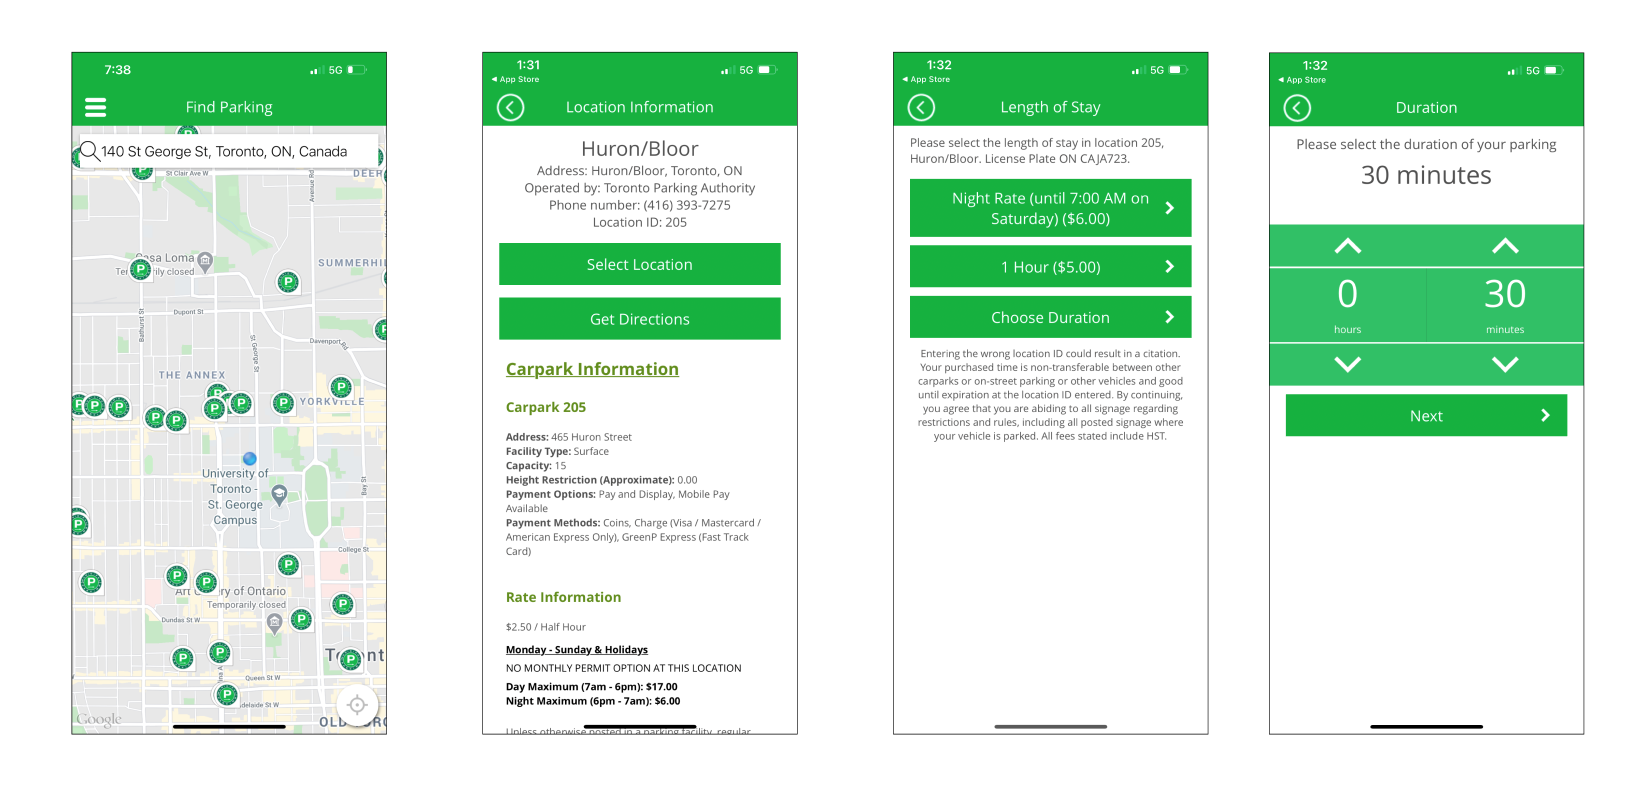 7:38
5G
Find Parking
140 St George St, Toronto, ON, Canada
St Clair Ave W
Avenue Rd
DEER
Casa Loma
Temporarily closed
SUMMERHI
Bathurst St
Dupont St
St George St
Davenport Rd
THE ANNEX
YORKVILLE
University of
Toronto -
St. George
Campus
Bay St
College St
Art Gallery of Ontario
Temporarily closed
Dundas St W
Toronto
Queen St W
Adelaide St W
Google
OLD TORO
1:31
App Store
5G
Location Information
Huron/Bloor
Address: Huron/Bloor, Toronto, ON
Operated by: Toronto Parking Authority
Phone number: (416) 393-7275
Location ID: 205
Select Location
Get Directions
Carpark Information
Carpark 205
Address: 465 Huron Street
Facility Type: Surface
Capacity: 15
Height Restriction (Approximate): 0.00
Payment Options: Pay and Display, Mobile Pay
Available
Payment Methods: Coins, Charge (Visa / Mastercard /
American Express Only), GreenP Express (Fast Track
Card)
Rate Information
$2.50 / Half Hour
Monday - Sunday & Holidays
NO MONTHLY PERMIT OPTION AT THIS LOCATION
Day Maximum (7am - 6pm): $17.00
Night Maximum (6pm - 7am): $6.00
Unless otherwise posted in a parking facility, regular
1:32
App Store
5G
Length of Stay
Please select the length of stay in location 205,
Huron/Bloor. License Plate ON CAJA723.
Night Rate (until 7:00 AM on
Saturday) ($6.00)
1 Hour ($5.00)
Choose Duration
Entering the wrong location ID could result in a citation.
Your purchased time is non-transferable between other
carparks or on-street parking or other vehicles and good
until expiration at the location ID entered. By continuing,
you agree that you are abiding to all signage regarding
restrictions and rules, including all posted signage where
your vehicle is parked. All fees stated include HST.
1:32
App Store
5G
Duration
Please select the duration of your parking
30 minutes
0
30
hours
minutes
Next